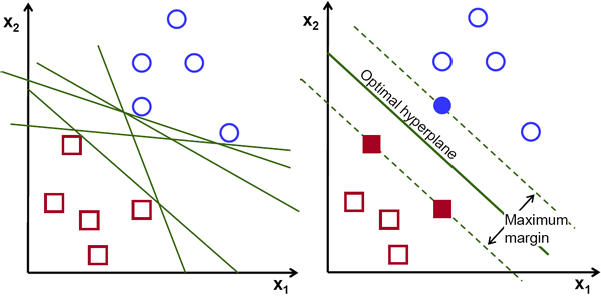 x2
x1
x2
Optimal hyperplane
Maximum
margin
x1